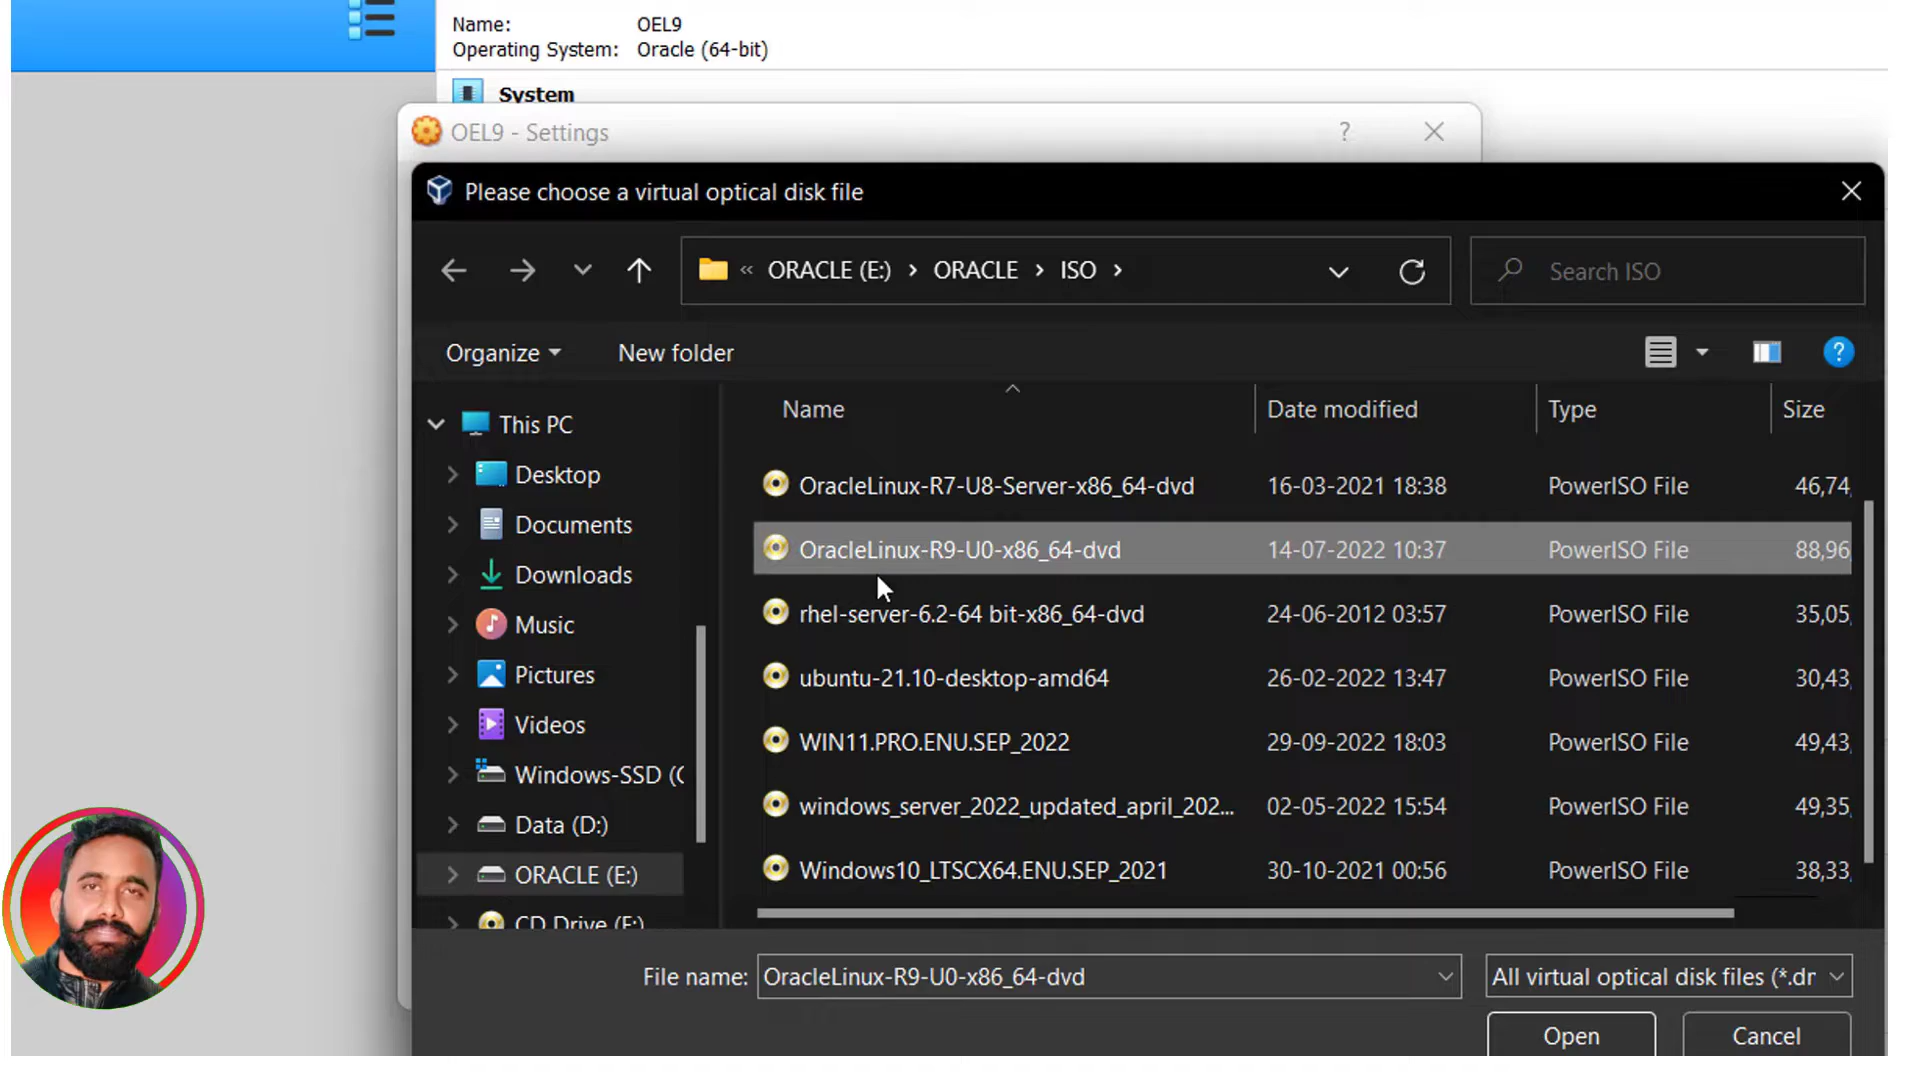 Name: OEL9
Operating System: Oracle (64-bit)
System
OEL9 - Settings ?
Please choose a virtual optical disk file
« ORACLE (E:) › ORACLE › ISO ›
Search ISO
Organize New folder ?
Name Date modified Type Size
This PC
Desktop
Documents
Downloads
Music
Pictures
Videos
Windows-SSD (C
Data (D:)
ORACLE (E:)
CD Drive (F:)
OracleLinux-R7-U8-Server-x86_64-dvd 16-03-2021 18:38 PowerISO File 46,74,
OracleLinux-R9-U0-x86_64-dvd 14-07-2022 10:37 PowerISO File 88,96
rhel-server-6.2-64 bit-x86_64-dvd 24-06-2012 03:57 PowerISO File 35,05,
ubuntu-21.10-desktop-amd64 26-02-2022 13:47 PowerISO File 30,43,
WIN11.PRO.ENU.SEP_2022 29-09-2022 18:03 PowerISO File 49,43,
windows_server_2022_updated_april_202... 02-05-2022 15:54 PowerISO File 49,35,
Windows10_LTSCX64.ENU.SEP_2021 30-10-2021 00:56 PowerISO File 38,33,
File name: OracleLinux-R9-U0-x86_64-dvd
All virtual optical disk files (*.dr
Open Cancel